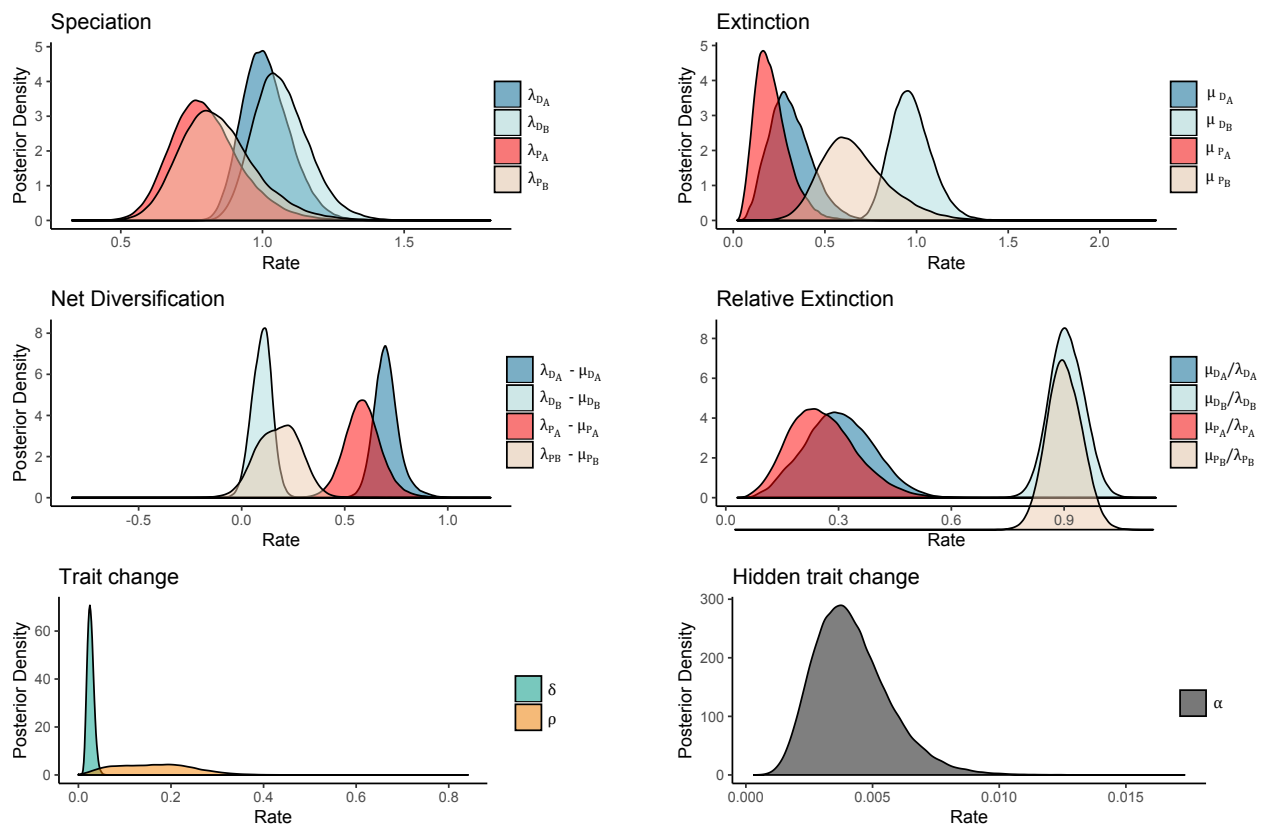 Speciation
Posterior Density
5
4
3
2
1
0
0.5 1.0 1.5
Rate
λDA
λDB
λPA
λPB
Extinction
Posterior Density
5
4
3
2
1
0
0.0 0.5 1.0 1.5 2.0
Rate
μ DA
μ DB
μ PA
μ PB
Net Diversification
Posterior Density
8
6
4
2
0
-0.5 0.0 0.5 1.0
Rate
λDA - μDA
λDB - μDB
λPA - μPA
λPB - μPB
Relative Extinction
Posterior Density
8
6
4
2
0
0.0 0.3 0.6 0.9
Rate
μDA/λDA
μDB/λDB
μPA/λPA
μPB/λPB
Trait change
Posterior Density
60
40
20
0
0.0 0.2 0.4 0.6 0.8
Rate
δ
ρ
Hidden trait change
Posterior Density
300
200
100
0
0.000 0.005 0.010 0.015
Rate
α